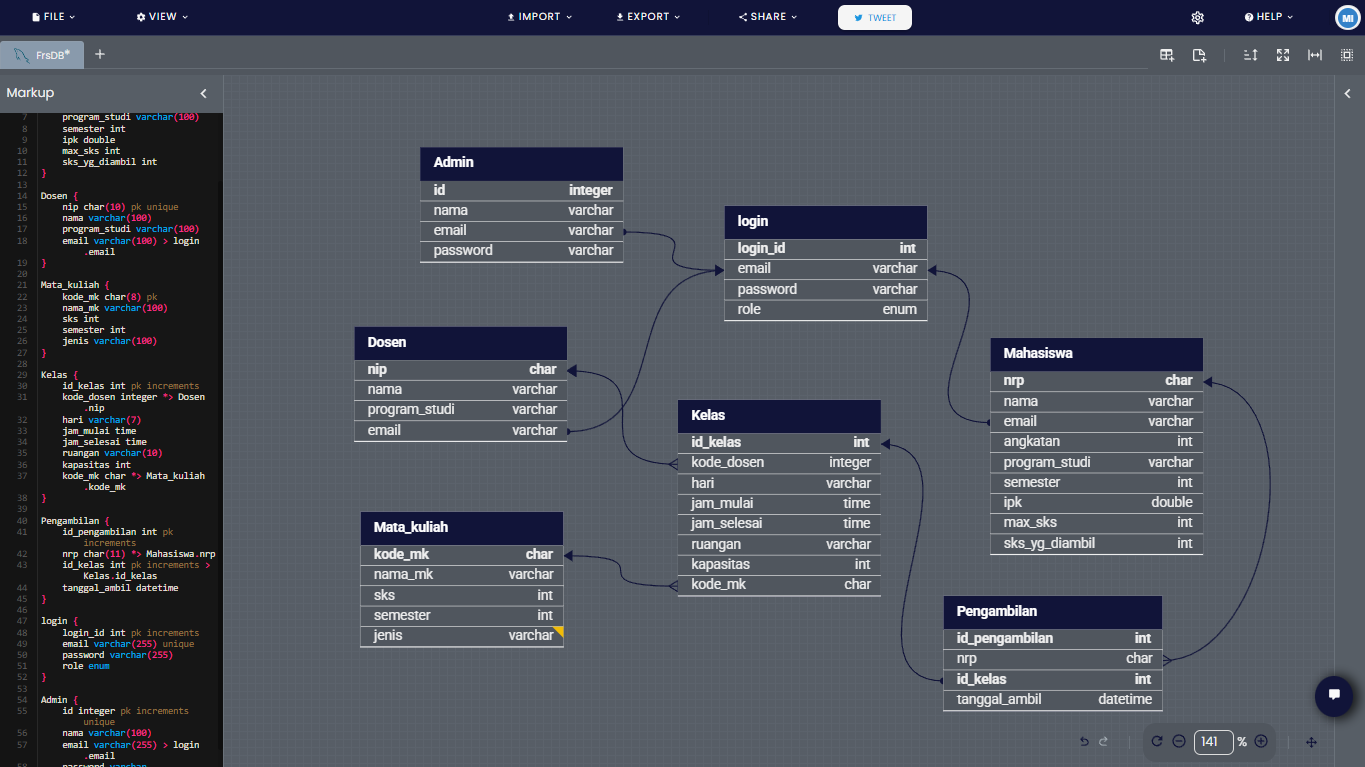 FILE
VIEW
IMPORT
EXPORT
SHARE
TWEET
HELP
MI
FrsDB*
+
Markup
7 program_studi varchar(100)
8 semester int
9 ipk double
10 max_sks int
11 sks_yg_diambil int
12 }
13
14 Dosen {
15 nip char(10) pk unique
16 nama varchar(100)
17 program_studi varchar(100)
18 email varchar(100) > login
.email
19 }
20
21 Mata_kuliah {
22 kode_mk char(8) pk
23 nama_mk varchar(100)
24 sks int
25 semester int
26 jenis varchar(100)
27 }
28
29 Kelas {
30 id_kelas int pk increments
31 kode_dosen integer *> Dosen
.nip
32 hari varchar(7)
33 jam_mulai time
34 jam_selesai time
35 ruangan varchar(10)
36 kapasitas int
37 kode_mk char *> Mata_kuliah
.kode_mk
38 }
39
40 Pengambilan {
41 id_pengambilan int pk
increments
42 nrp char(11) *> Mahasiswa.nrp
43 id_kelas int pk increments >
Kelas.id_kelas
44 tanggal_ambil datetime
45 }
46
47 login {
48 login_id int pk increments
49 email varchar(255) unique
50 password varchar(255)
51 role enum
52 }
53
54 Admin {
55 id integer pk increments
unique
56 nama varchar(100)
57 email varchar(255) > login
.email
58 password varchar
Admin
id integer
nama varchar
email varchar
password varchar
login
login_id int
email varchar
password varchar
role enum
Dosen
nip char
nama varchar
program_studi varchar
email varchar
Mahasiswa
nrp char
nama varchar
email varchar
angkatan int
program_studi varchar
semester int
ipk double
max_sks int
sks_yg_diambil int
Kelas
id_kelas int
kode_dosen integer
hari varchar
jam_mulai time
jam_selesai time
ruangan varchar
kapasitas int
kode_mk char
Mata_kuliah
kode_mk char
nama_mk varchar
sks int
semester int
jenis varchar
Pengambilan
id_pengambilan int
nrp char
id_kelas int
tanggal_ambil datetime
141 %